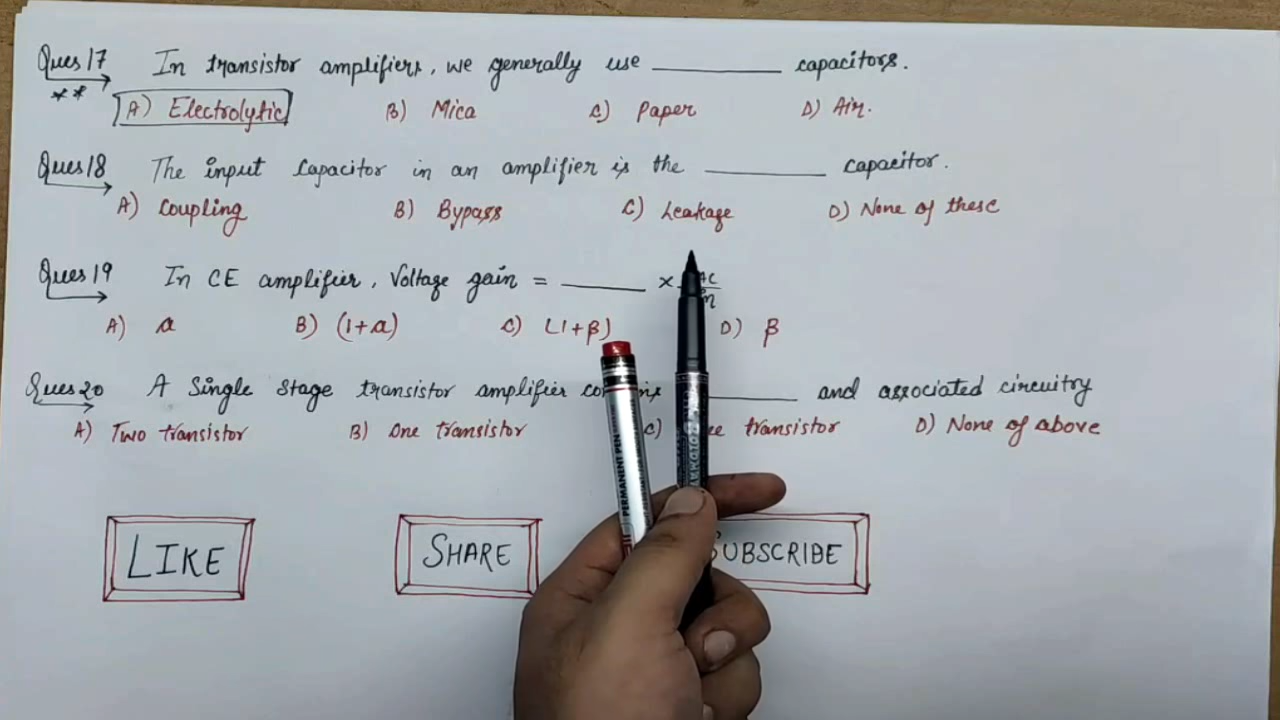 Ques 17 In transistor amplifiers, we generally use ________ capacitors.
** A) Electrolytic B) Mica C) Paper D) Air.
Ques 18 The input capacitor in an amplifier is the ________ capacitor.
A) Coupling B) Bypass C) Leakage D) None of these
Ques 19 In CE amplifier, Voltage gain = ______ ×
A) α B) (1+α) C) (1+β) D) β
Ques 20 A Single Stage transistor amplifier ________ and associated circuitry
A) Two transistor B) One transistor C) transistor D) None of above
LIKE SHARE SUBSCRIBE
PERMANENT PEN